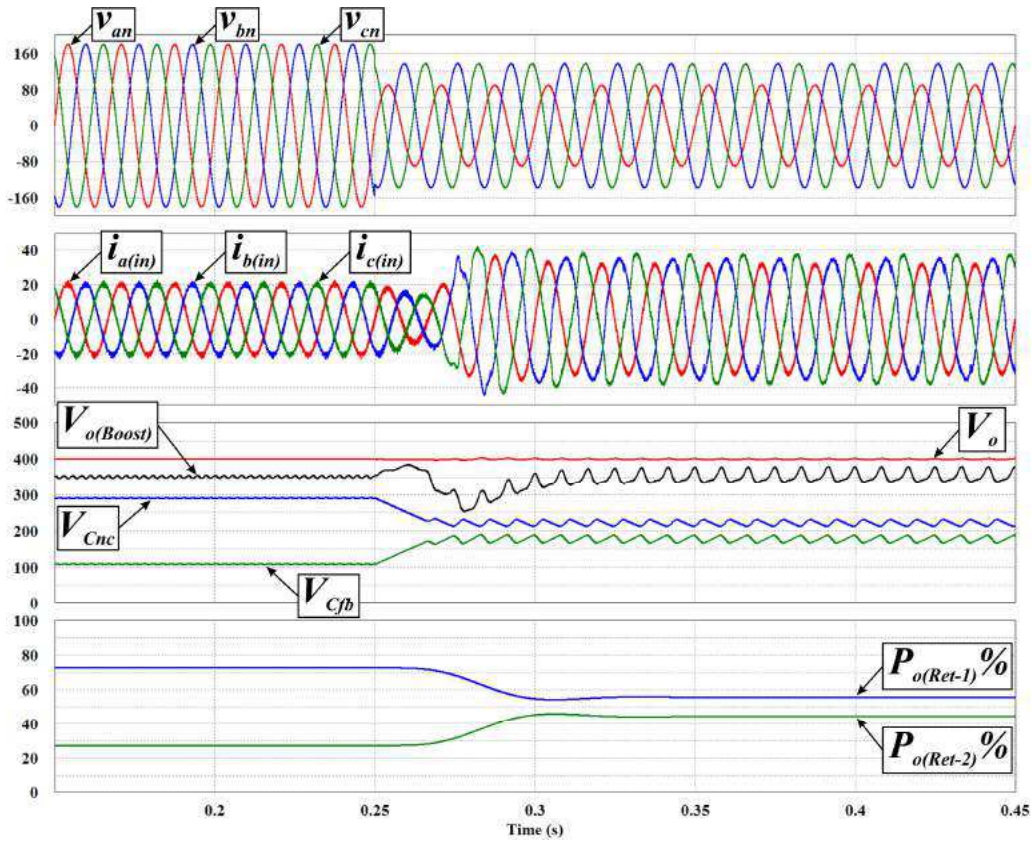 v_an v_bn v_cn
160
80
0
-80
-160
i_a(in) i_b(in) i_c(in)
40
20
0
-20
-40
500
400
300
200
100
0
V_o(Boost) V_o
V_Cnc
V_Cfb
100
80
60
40
20
0
P_o(Ret-1)%
P_o(Ret-2)%
0.2 0.25 0.3 0.35 0.4 0.45
Time (s)